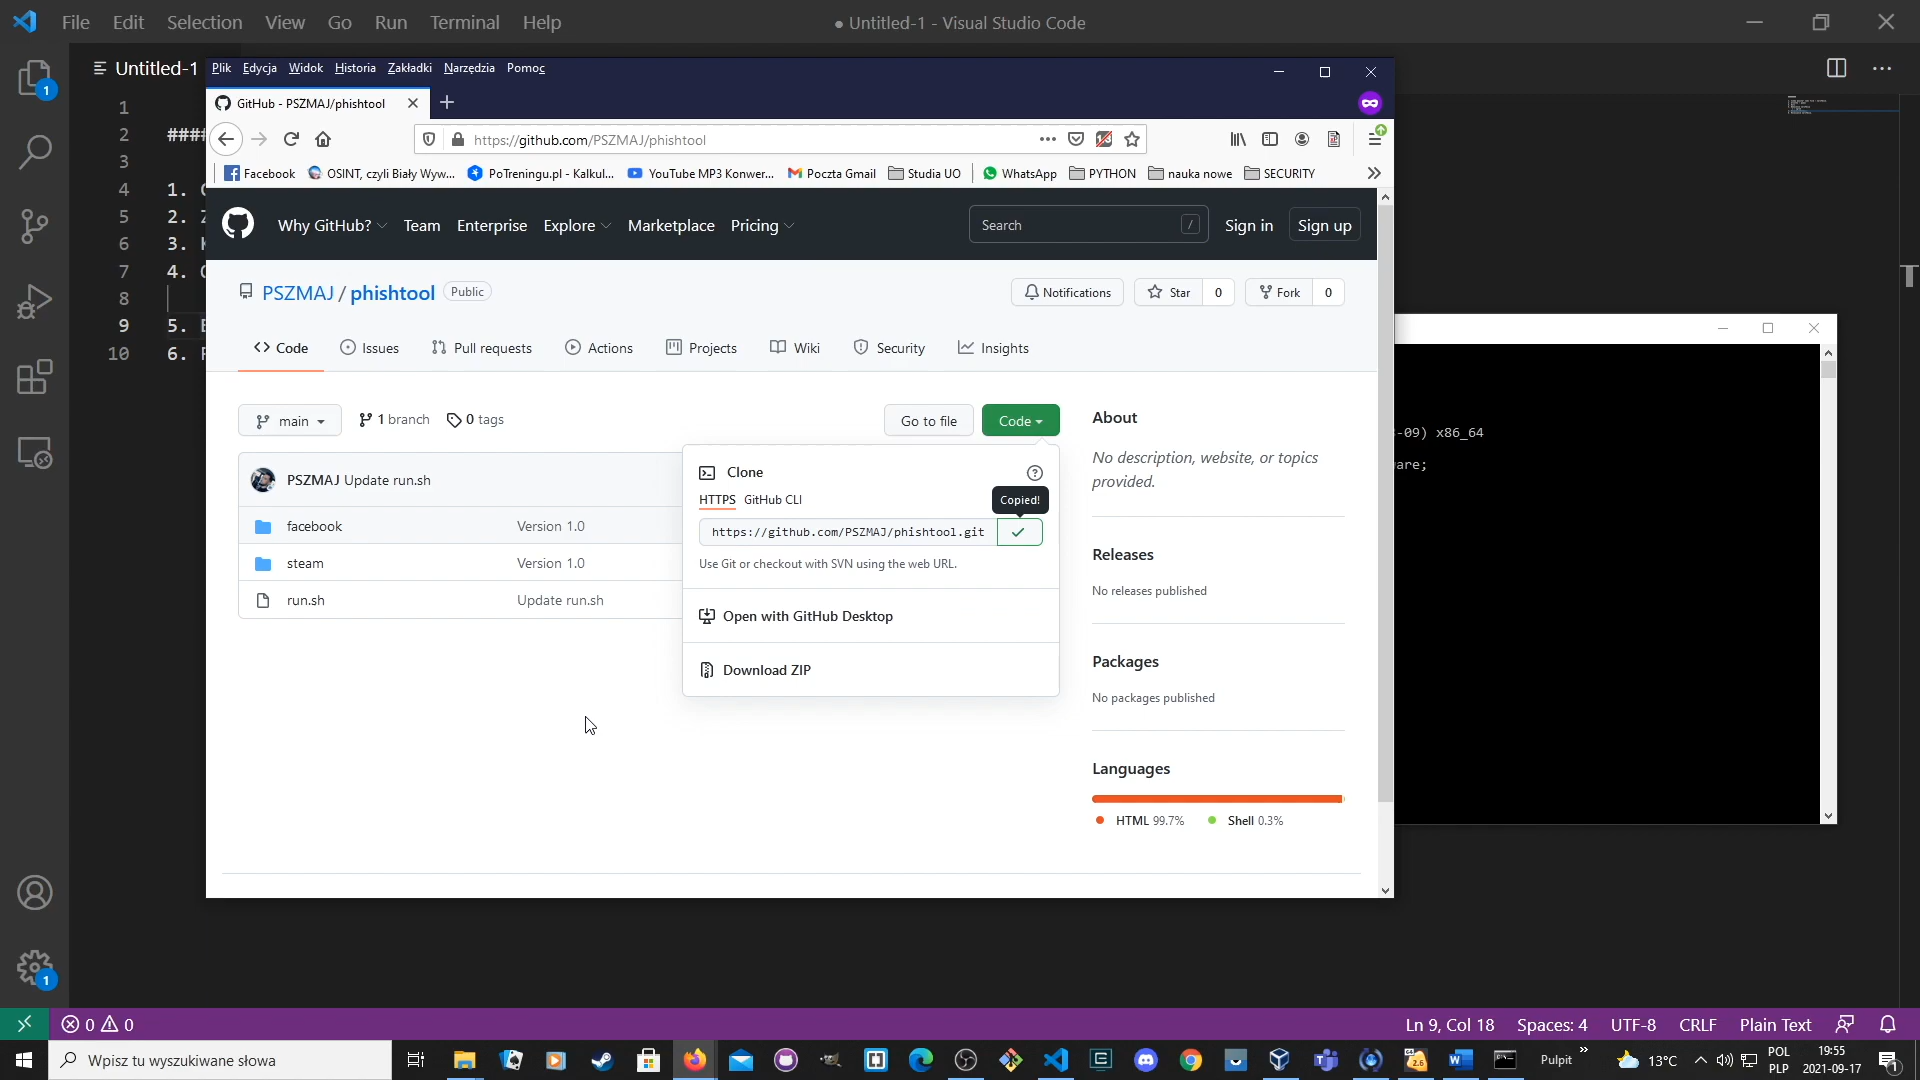 File Edit Selection View Go Run Terminal Help
● Untitled-1 - Visual Studio Code
1
Untitled-1
Plik Edycja Widok Historia Zakładki Narzędzia Pomoc
GitHub - PSZMAJ/phishtool
https://github.com/PSZMAJ/phishtool
Facebook OSINT, czyli Biały Wyw... PoTreningu.pl - Kalkul... YouTube MP3 Konwer... Poczta Gmail Studia UO WhatsApp PYTHON nauka nowe SECURITY
1
2 ####
3
4 1.
5 2. Z
6 3. K
7 4.
8
9 5.
10 6.
Why GitHub? Team Enterprise Explore Marketplace Pricing
Search /
Sign in Sign up
PSZMAJ / phishtool Public
Notifications Star 0 Fork 0
Code Issues Pull requests Actions Projects Wiki Security Insights
main 1 branch 0 tags
Go to file Code
PSZMAJ Update run.sh
facebook Version 1.0
steam Version 1.0
run.sh Update run.sh
Clone
HTTPS GitHub CLI
Copied!
https://github.com/PSZMAJ/phishtool.git
Use Git or checkout with SVN using the web URL.
Open with GitHub Desktop
Download ZIP
About
No description, website, or topics
provided.
Releases
No releases published
Packages
No packages published
Languages
HTML 99.7% Shell 0.3%
-09) x86_64
are;
1
0 0
Ln 9, Col 18 Spaces: 4 UTF-8 CRLF Plain Text
Wpisz tu wyszukiwane słowa
Pulpit
13°C
POL
PLP
19:55
2021-09-17
1